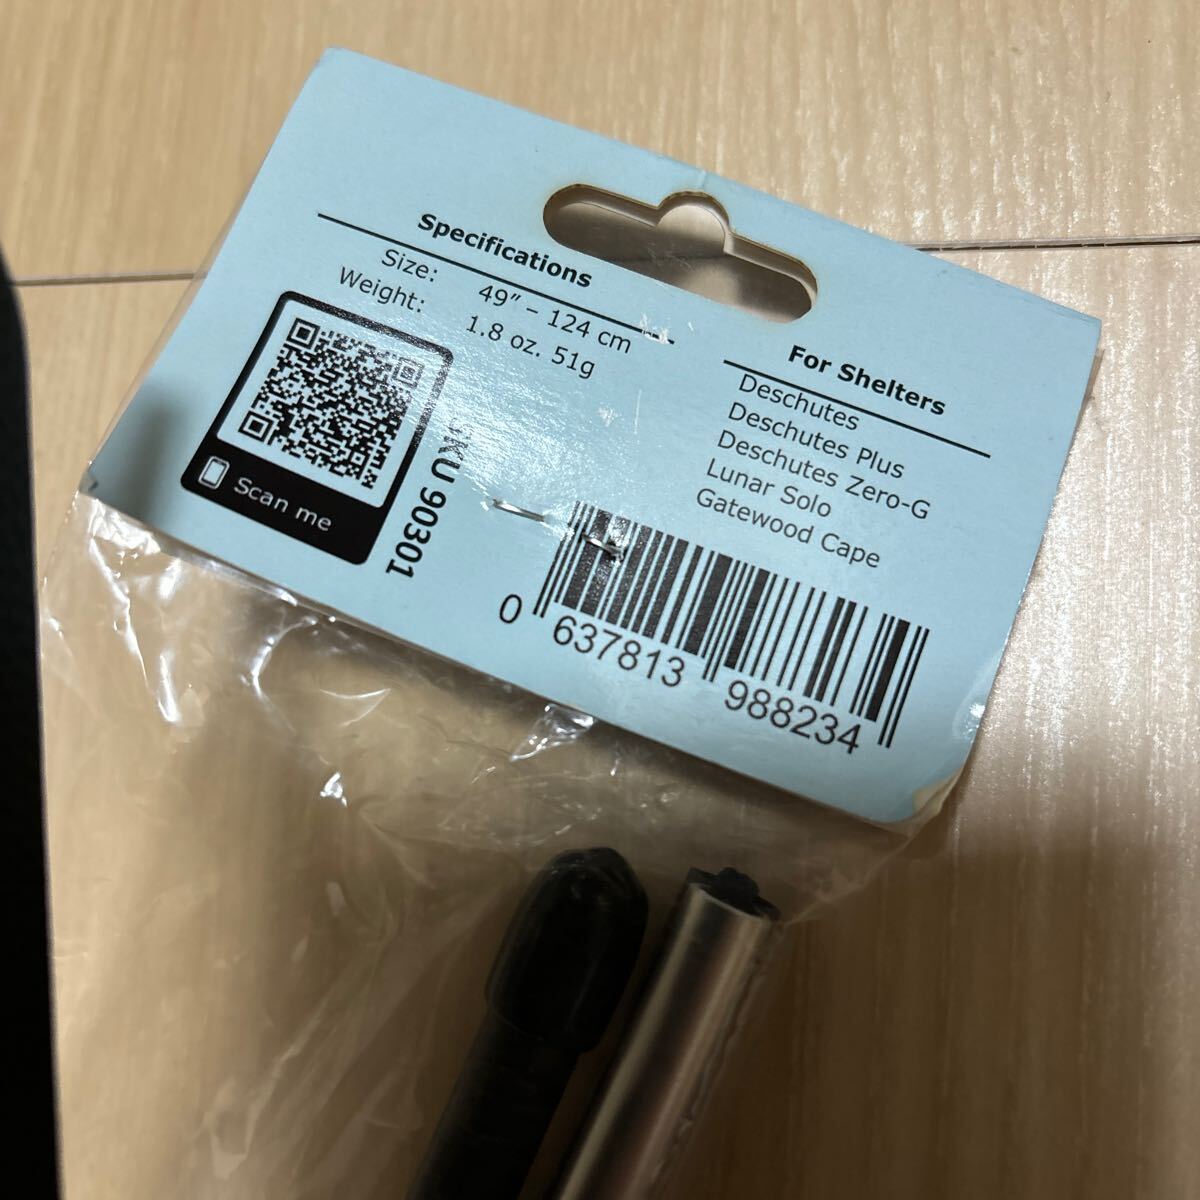 Specifications
Size: 49” – 124 cm
Weight: 1.8 oz. 51g
Scan me
SKU 90301
For Shelters
Deschutes
Deschutes Plus
Deschutes Zero-G
Lunar Solo
Gatewood Cape
0 637813 988234